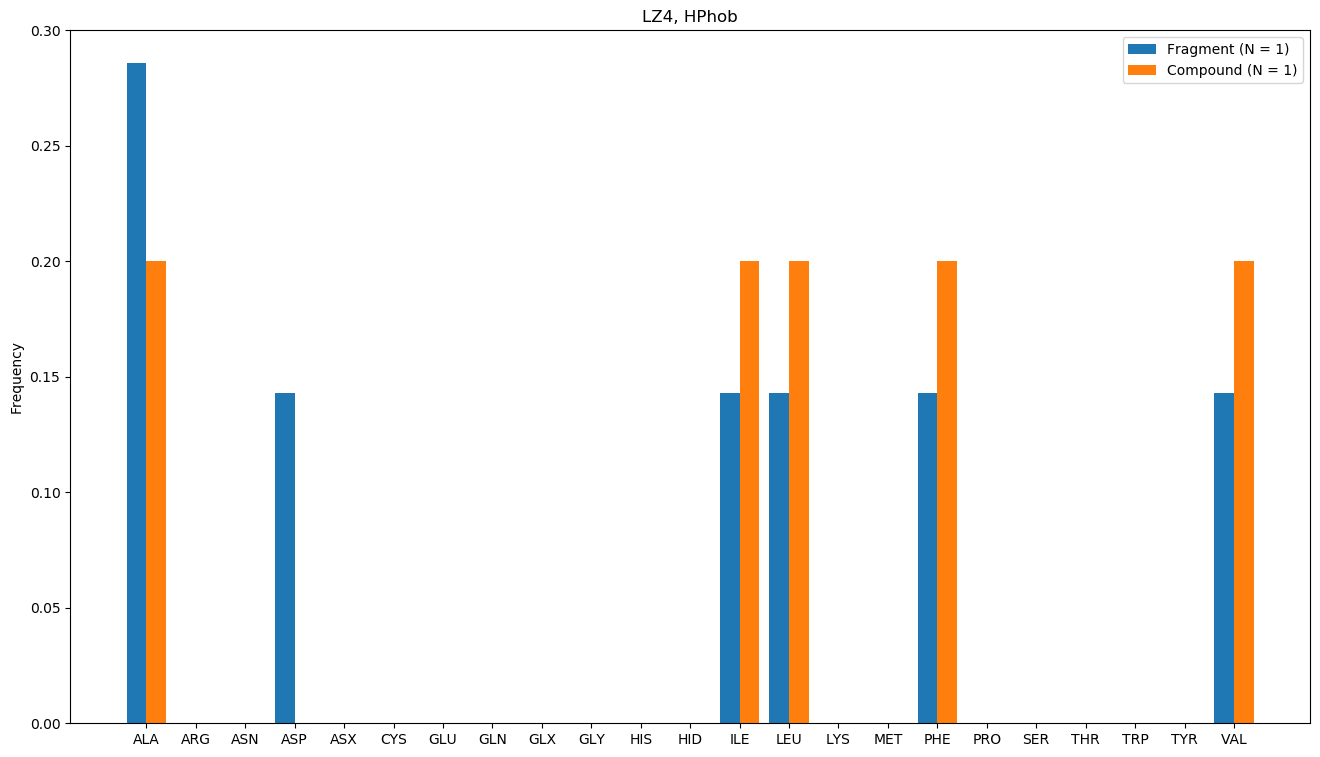 LZ4, HPhob
Fragment (N = 1)
Compound (N = 1)
Frequency
0.30
0.25
0.20
0.15
0.10
0.05
0.00
ALA ARG ASN ASP ASX CYS GLU GLN GLX GLY HIS HID ILE LEU LYS MET PHE PRO SER THR TRP TYR VAL